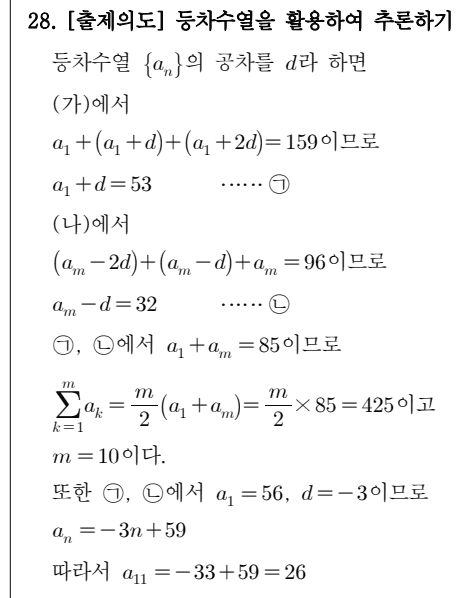 28. [출제의도] 등차수열을 활용하여 추론하기
등차수열 {aₙ}의 공차를 d라 하면
(가)에서
a₁+(a₁+d)+(a₁+2d)=159이므로
a₁+d=53 ⋯⋯ ㉠
(나)에서
(aₘ-2d)+(aₘ-d)+aₘ=96이므로
aₘ-d=32 ⋯⋯ ㉡
㉠, ㉡에서 a₁+aₘ=85이므로
∑ₖ₌₁ᵐ aₖ = m/2(a₁+aₘ)= m/2×85=425이고
m=10이다.
또한 ㉠, ㉡에서 a₁=56, d=-3이므로
aₙ=-3n+59
따라서 a₁₁=-33+59=26